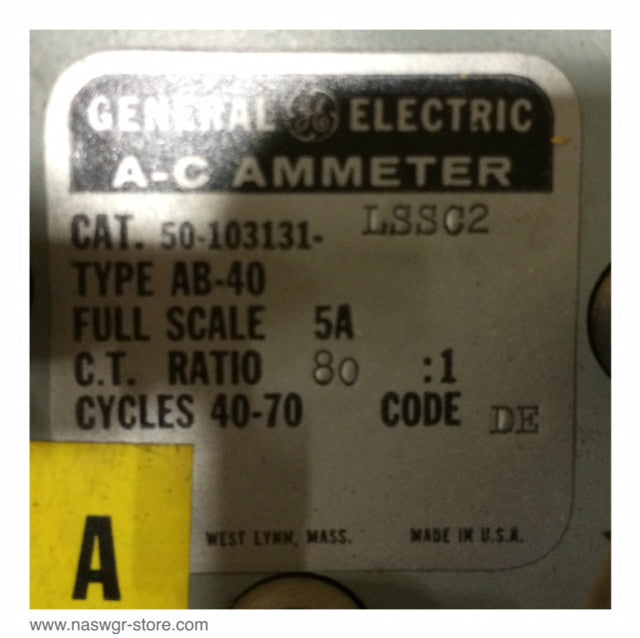 GENERAL GE ELECTRIC
A-C AMMETER
CAT. 50-103131- LSSC2
TYPE AB-40
FULL SCALE 5A
C.T. RATIO 80 :1
CYCLES 40-70 CODE DE
WEST LYNN, MASS. MADE IN U.S.A.
A
www.naswgr-store.com